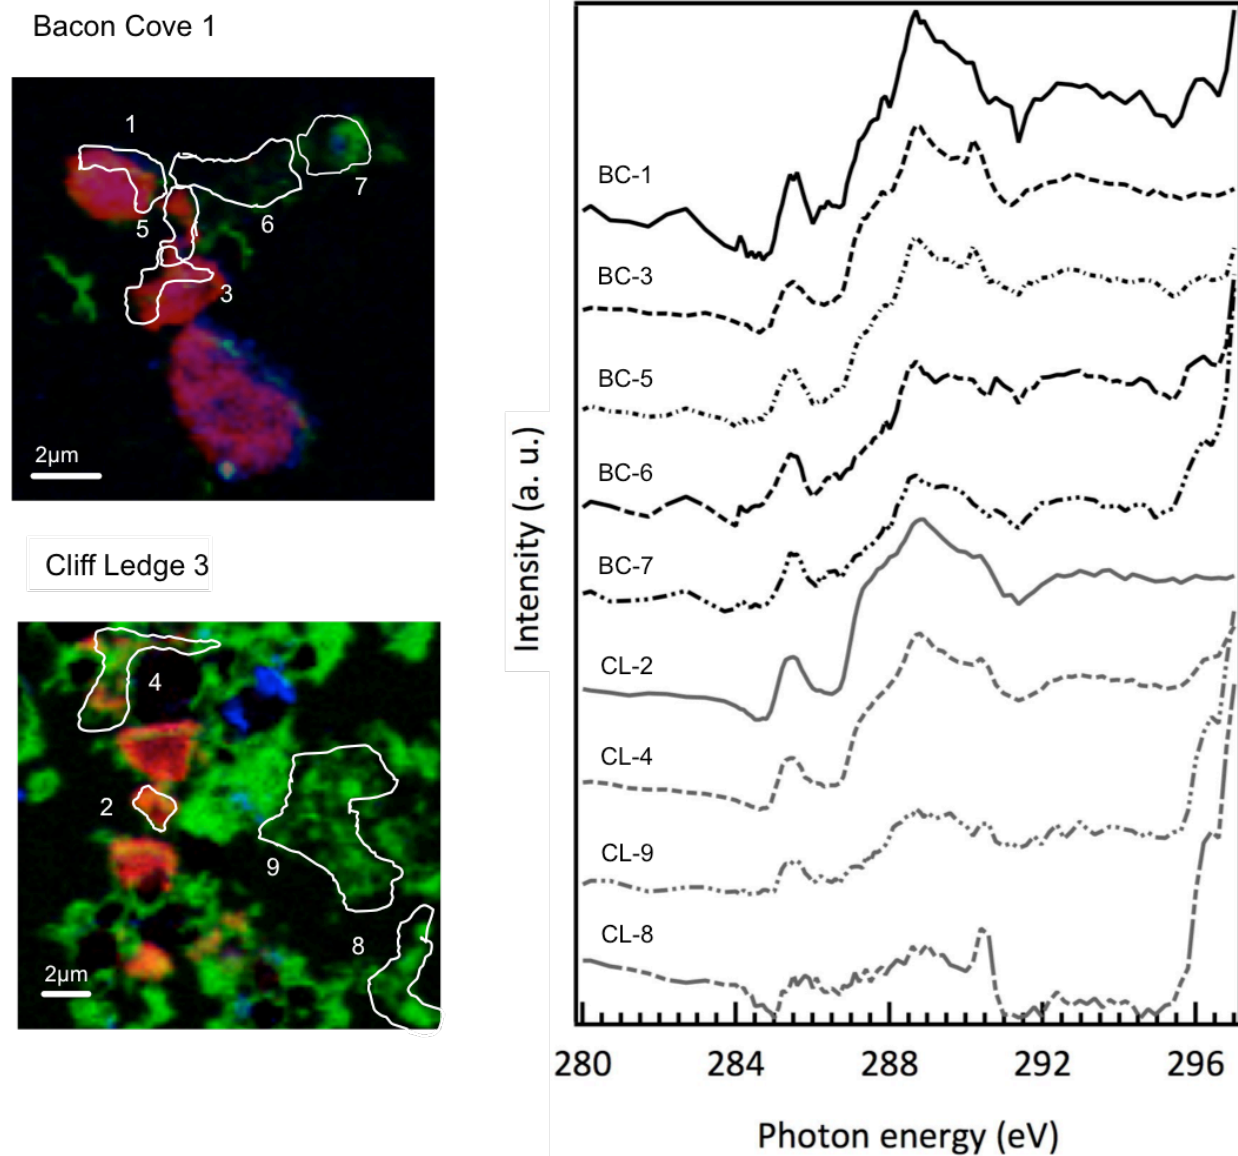 Bacon Cove 1
1
7
5
6
3
2µm
Cliff Ledge 3
4
2
9
8
2µm
Intensity (a. u.)
BC-1
BC-3
BC-5
BC-6
BC-7
CL-2
CL-4
CL-9
CL-8
280 284 288 292 296
Photon energy (eV)